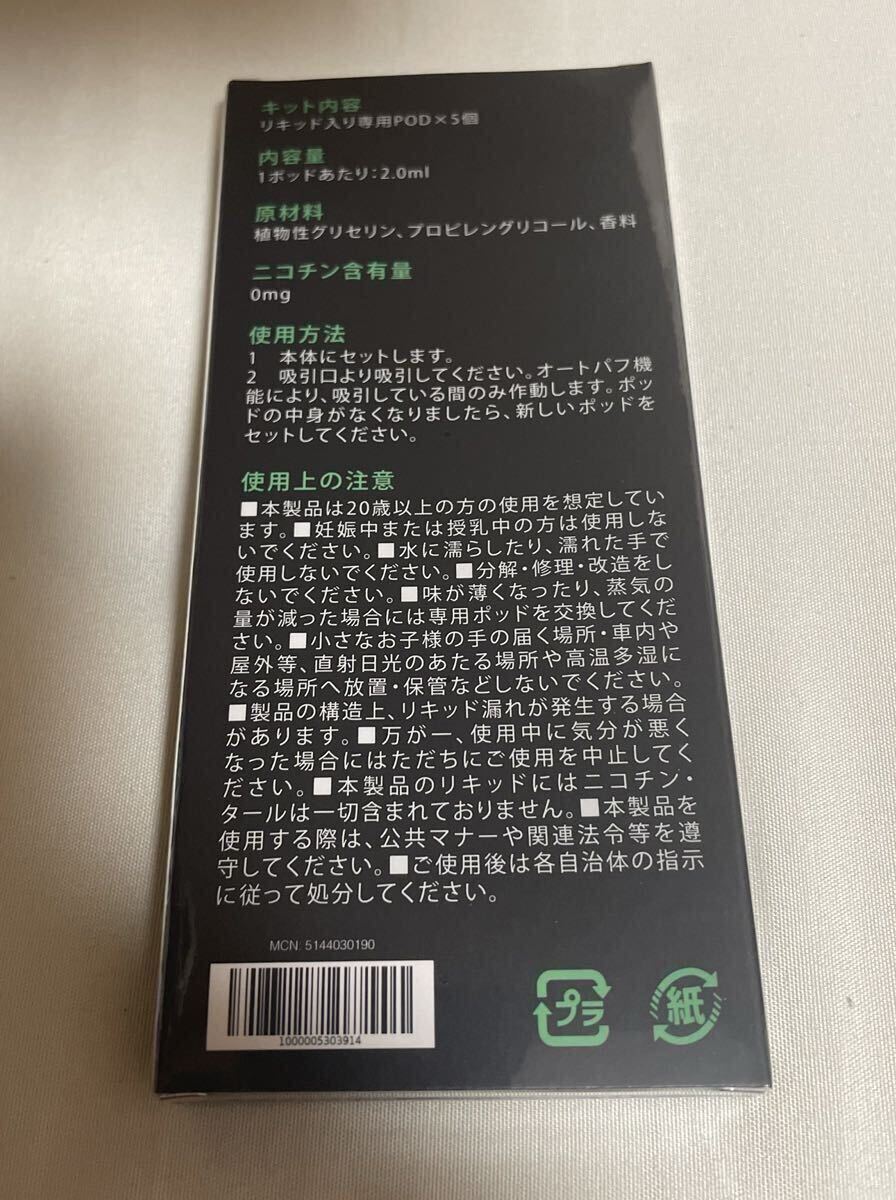 キット内容
リキッド入り専用POD×5個
内容量
1ポッドあたり:2.0ml
原材料
植物性グリセリン、プロピレングリコール、香料
ニコチン含有量
0mg
使用方法
1 本体にセットします。
2 吸引口より吸引してください。オートパフ機
能により、吸引している間のみ作動します。ポッ
ドの中身がなくなりましたら、新しいポッドを
セットしてください。
使用上の注意
■本製品は20歳以上の方の使用を想定してい
ます。■妊娠中または授乳中の方は使用しな
いでください。■水に濡らしたり、濡れた手で
使用しないでください。■分解・修理・改造をし
ないでください。■味が薄くなったり、蒸気の
量が減った場合には専用ポッドを交換してくだ
さい。■小さなお子様の手の届く場所・車内や
屋外等、直射日光のあたる場所や高温多湿に
なる場所へ放置・保管などしないでください。
■製品の構造上、リキッド漏れが発生する場合
があります。■万が一、使用中に気分が悪く
なった場合にはただちにご使用を中止してく
ださい。■本製品のリキッドにはニコチン・
タールは一切含まれておりません。■本製品を
使用する際は、公共マナーや関連法令等を遵
守してください。■ご使用後は各自治体の指示
に従って処分してください。
MCN: 5144030190
1000005303914
プラ
紙